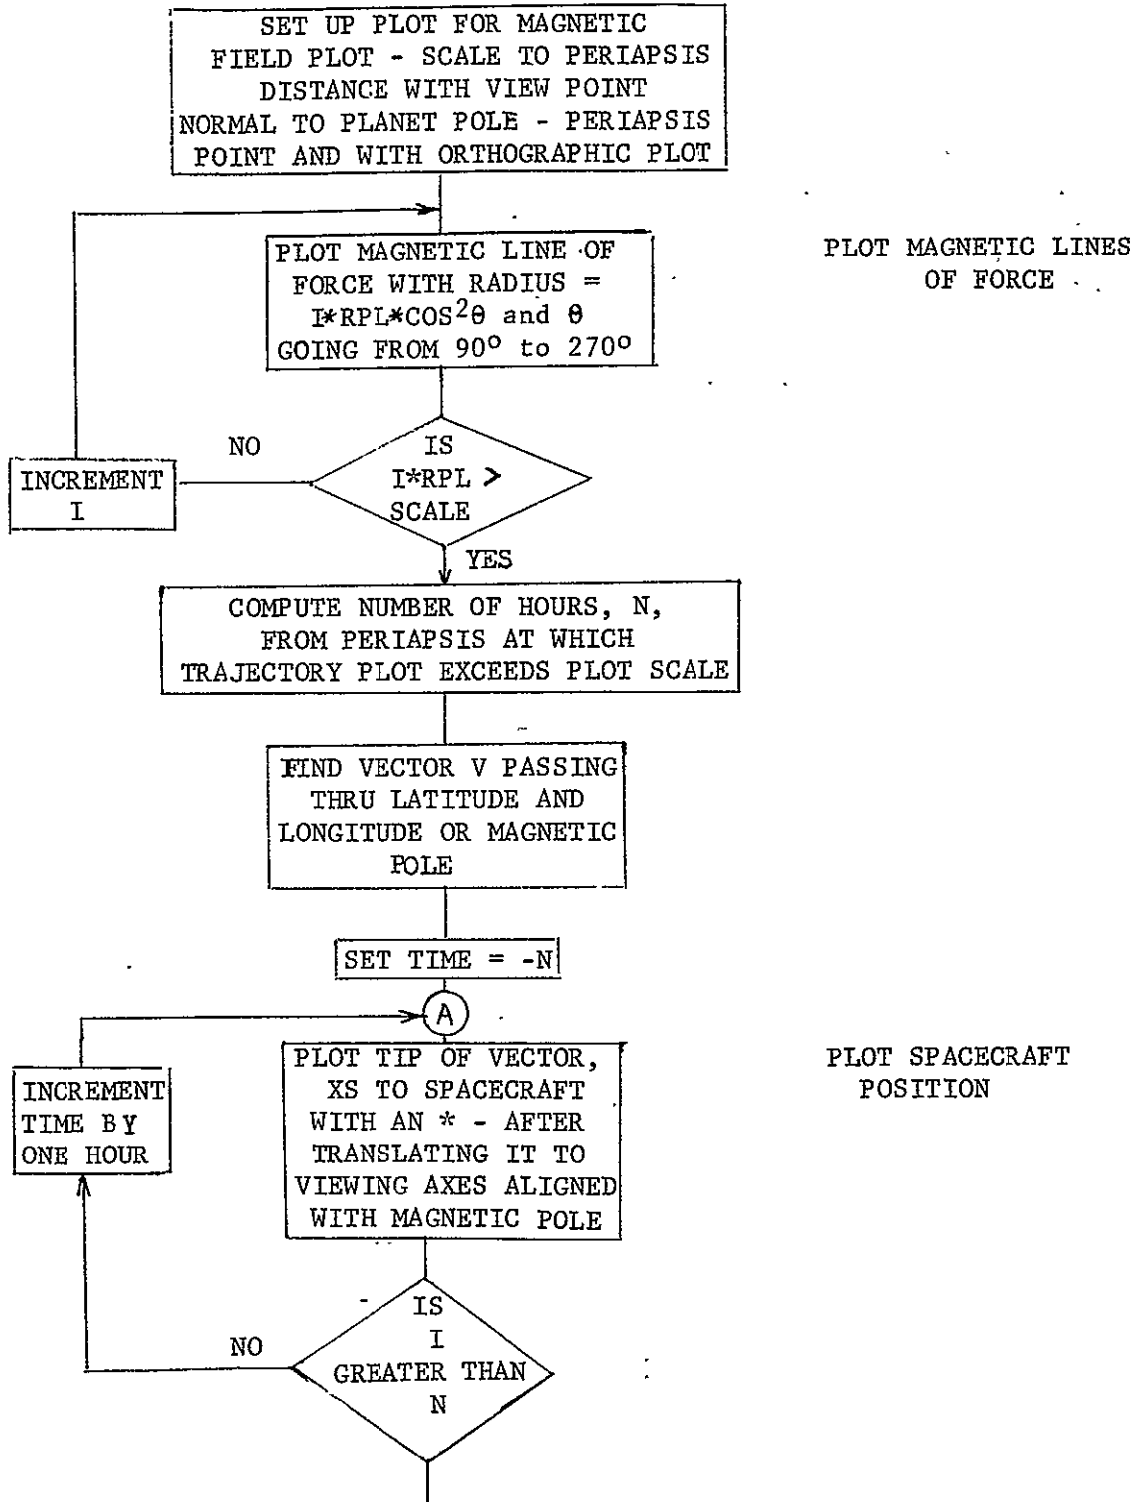 SET UP PLOT FOR MAGNETIC
FIELD PLOT - SCALE TO PERIAPSIS
DISTANCE WITH VIEW POINT
NORMAL TO PLANET POLE - PERIAPSIS
POINT AND WITH ORTHOGRAPHIC PLOT
PLOT MAGNETIC LINE OF
FORCE WITH RADIUS =
I*RPL*COS²θ and θ
GOING FROM 90° to 270°
PLOT MAGNETIC LINES
OF FORCE
IS
I*RPL >
SCALE
NO
INCREMENT
I
YES
COMPUTE NUMBER OF HOURS, N,
FROM PERIAPSIS AT WHICH
TRAJECTORY PLOT EXCEEDS PLOT SCALE
FIND VECTOR V PASSING
THRU LATITUDE AND
LONGITUDE OR MAGNETIC
POLE
SET TIME = -N
A
PLOT TIP OF VECTOR,
XS TO SPACECRAFT
WITH AN * - AFTER
TRANSLATING IT TO
VIEWING AXES ALIGNED
WITH MAGNETIC POLE
PLOT SPACECRAFT
POSITION
INCREMENT
TIME BY
ONE HOUR
IS
I
GREATER THAN
N
NO